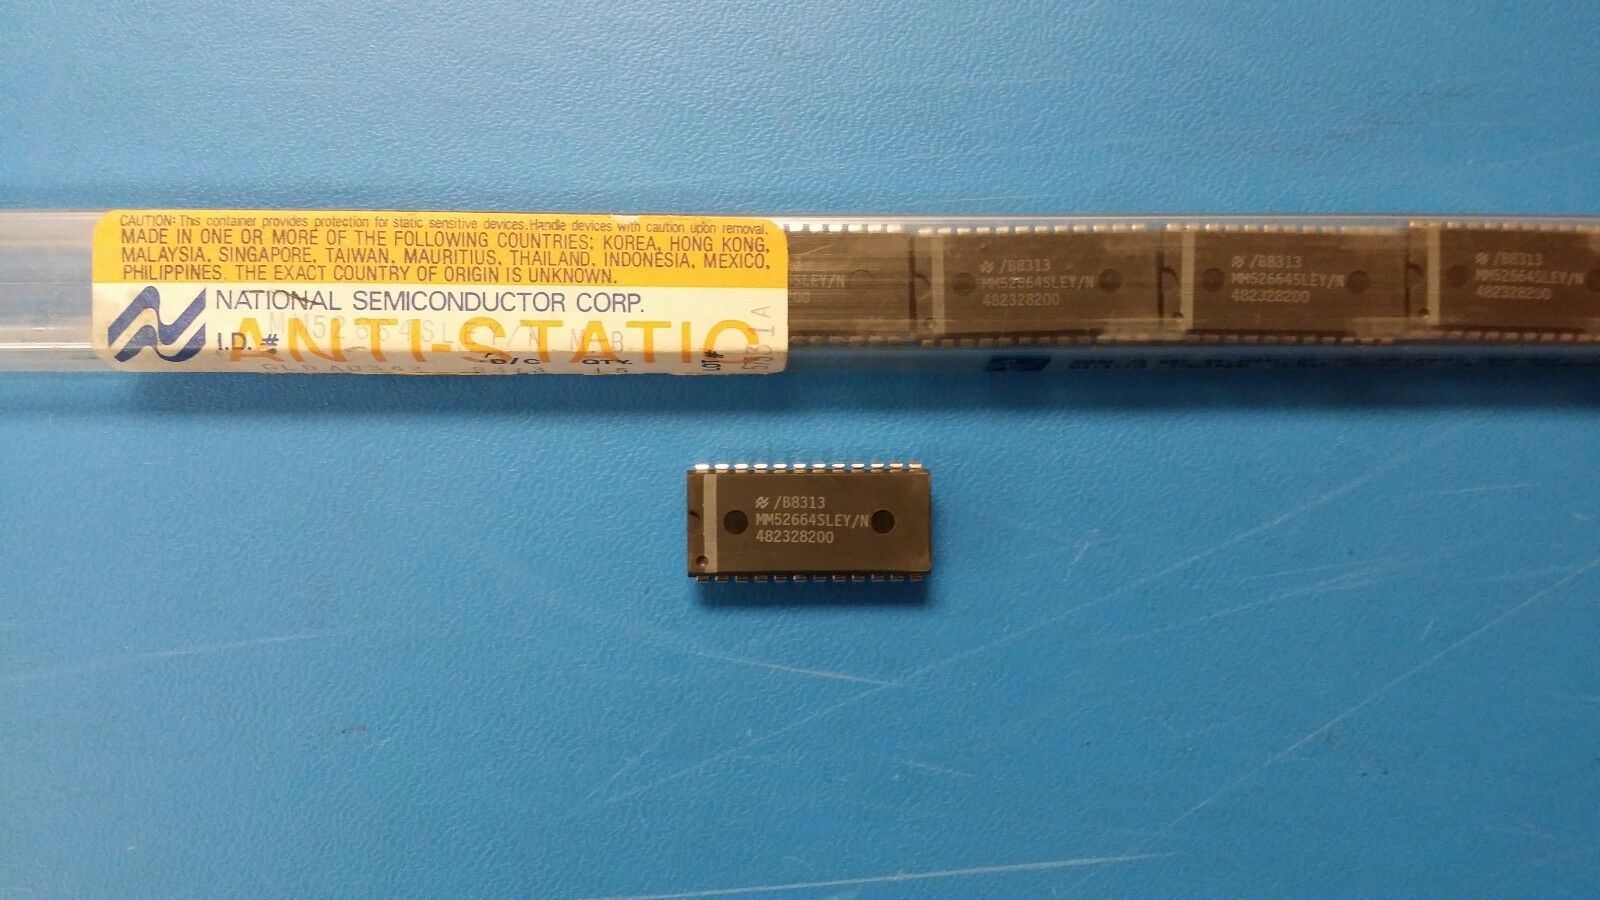 CAUTION: This container provides protection for static sensitive devices. Handle devices with caution upon removal.
MADE IN ONE OR MORE OF THE FOLLOWING COUNTRIES; KOREA, HONG KONG,
MALAYSIA, SINGAPORE, TAIWAN, MAURITIUS, THAILAND, INDONESIA, MEXICO,
PHILIPPINES. THE EXACT COUNTRY OF ORIGIN IS UNKNOWN.
NATIONAL SEMICONDUCTOR CORP.
I.D. #
ANTI-STATIC
D/C QTY.
LOT#
SLEY/N
200
/B8313
MM52664SLEY/N
482328200
/B8313
MM52664SLEY/N
482328200
/B8313
MM52664SLEY/N
482328200
/B8313
MM52664SLEY/N
482328200